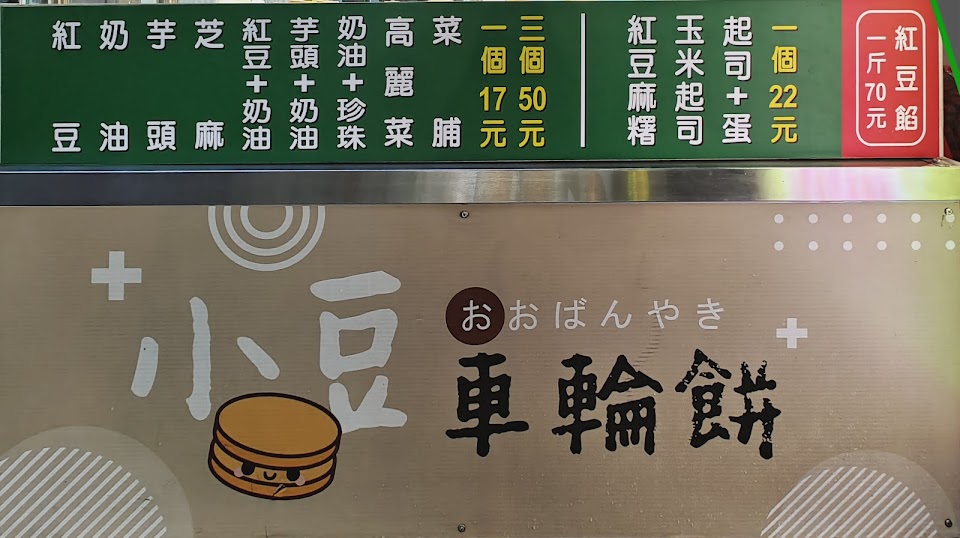 紅豆
奶油
芋頭
芝麻
紅豆+奶油
芋頭+奶油
奶油+珍珠
高麗菜
菜脯
一個17元
三個50元
紅豆麻糬
玉米起司
起司+蛋
一個22元
紅豆餡
一斤70元
小豆
おおばんやき
車輪餅